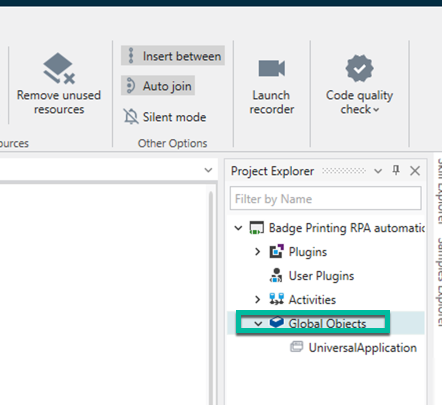 Insert between
Remove unused
resources
Auto join
Silent mode
Launch
recorder
Code quality
check
ources
Other Options
Project Explorer
Filter by Name
Badge Printing RPA automatic
Plugins
User Plugins
Activities
Global Objects
UniversalApplication
Skill Explorer
Samples Explorer